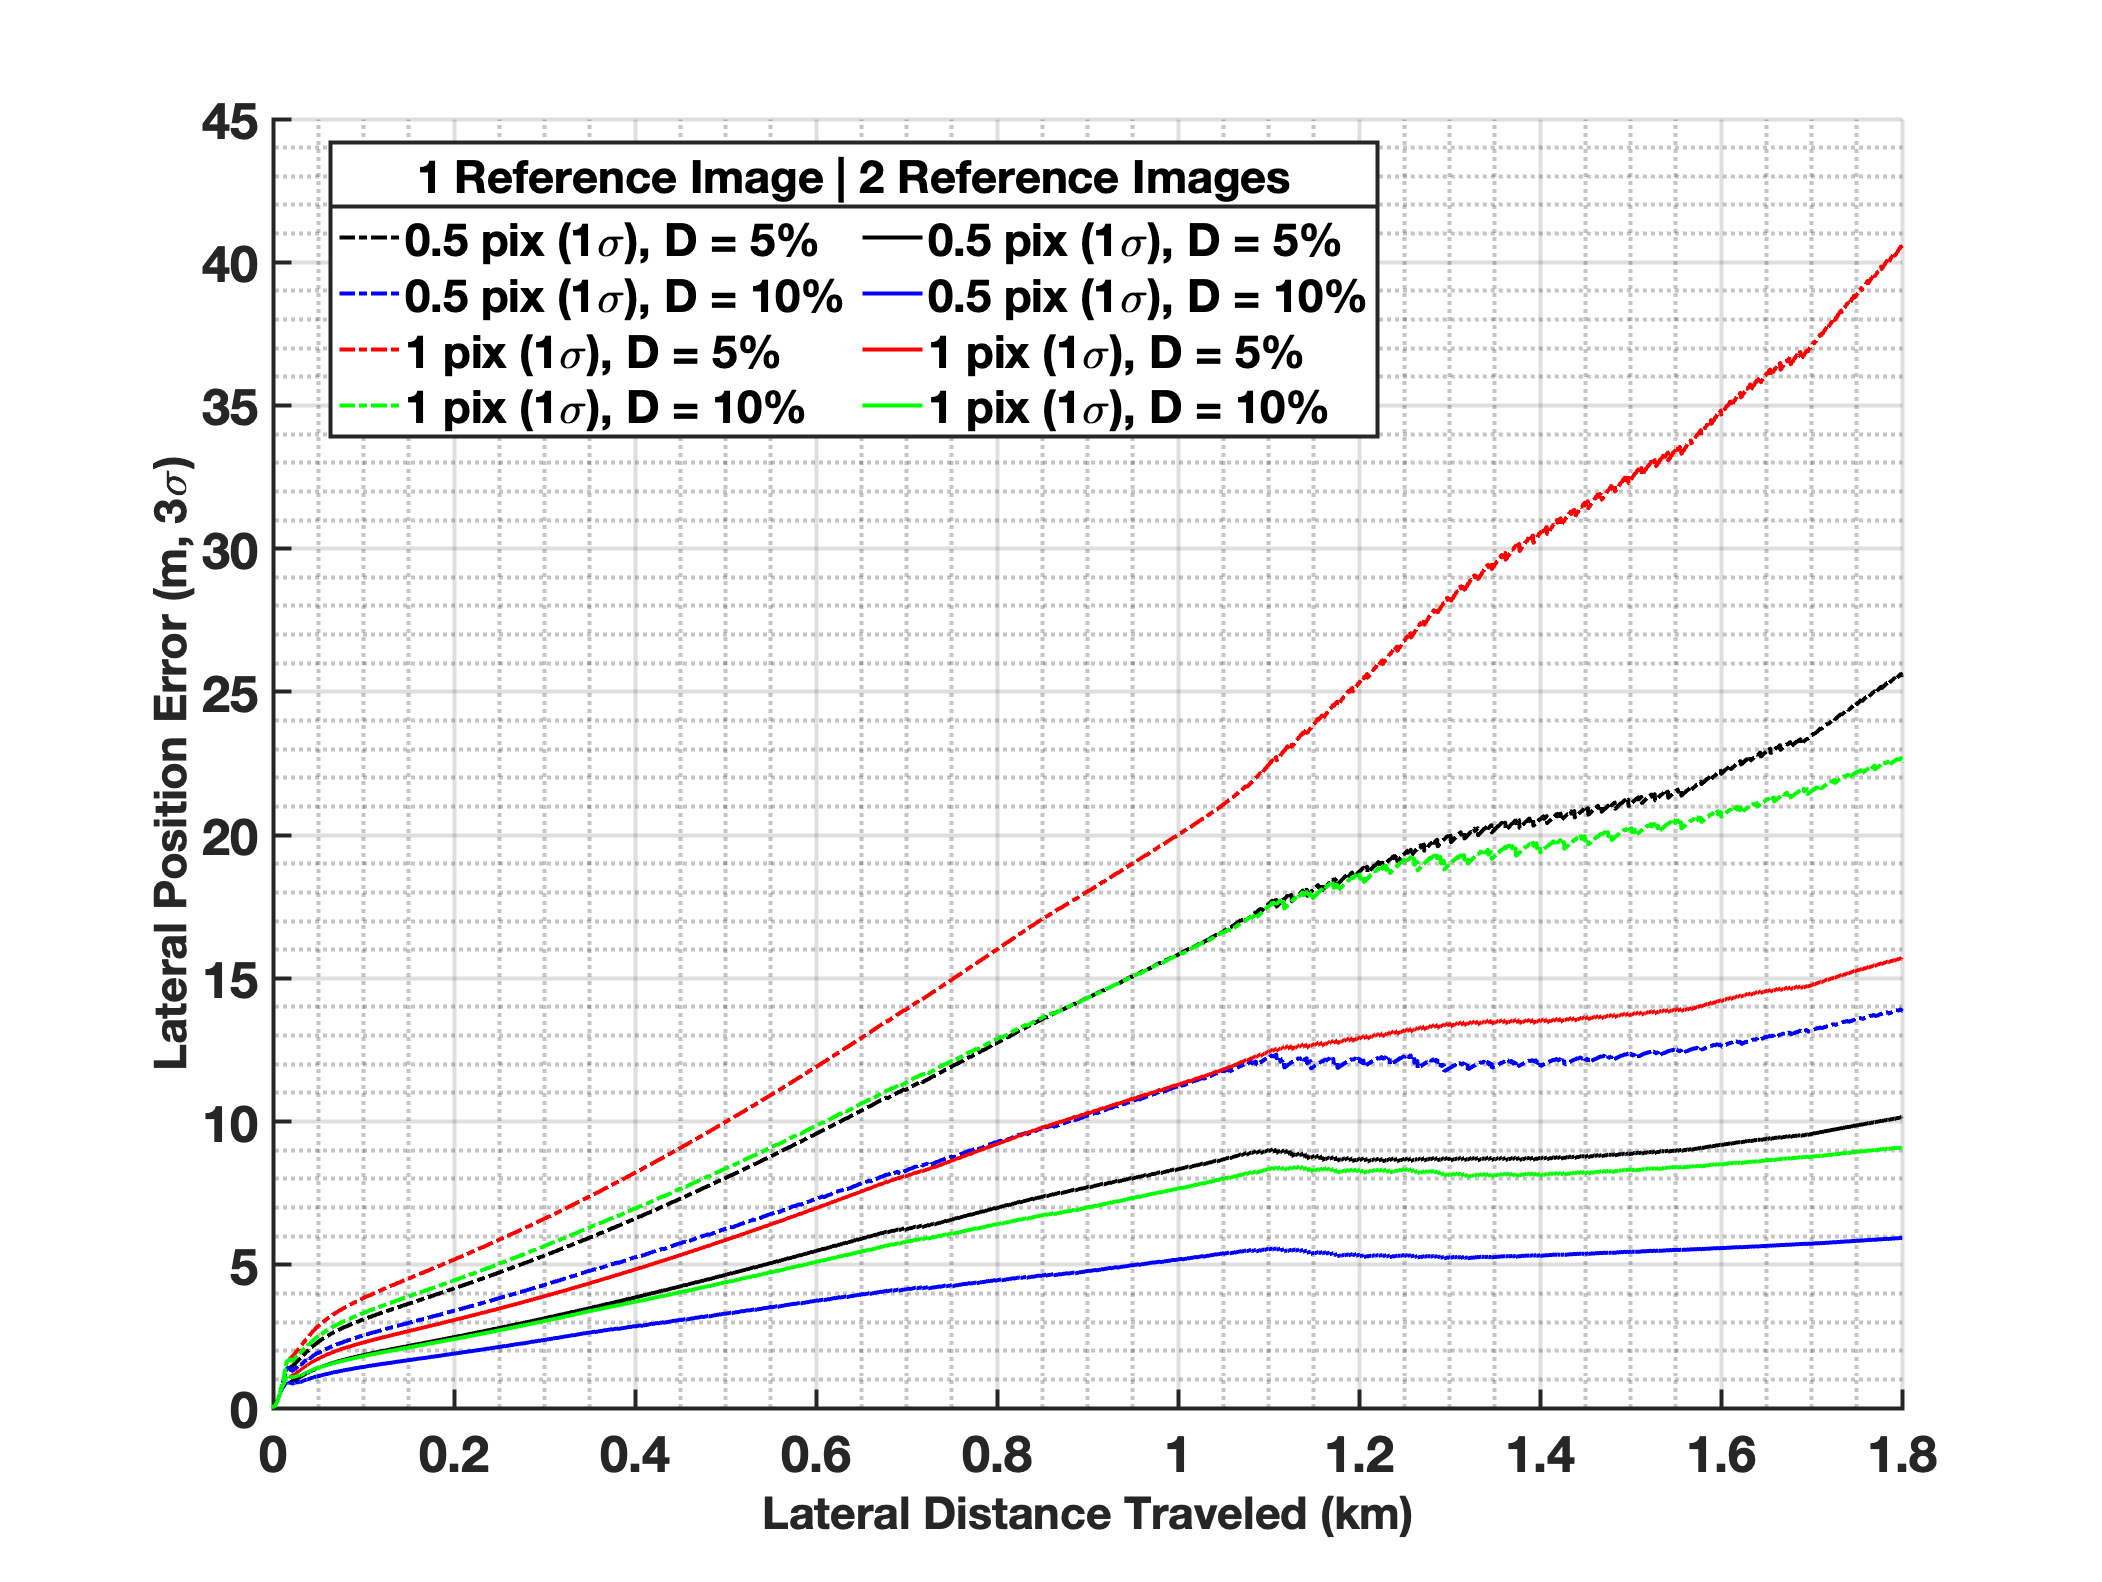 45
40
35
30
25
20
15
10
5
0
Lateral Position Error (m, 3σ)
1 Reference Image | 2 Reference Images
0.5 pix (1σ), D = 5% 0.5 pix (1σ), D = 5%
0.5 pix (1σ), D = 10% 0.5 pix (1σ), D = 10%
1 pix (1σ), D = 5% 1 pix (1σ), D = 5%
1 pix (1σ), D = 10% 1 pix (1σ), D = 10%
0 0.2 0.4 0.6 0.8 1 1.2 1.4 1.6 1.8
Lateral Distance Traveled (km)